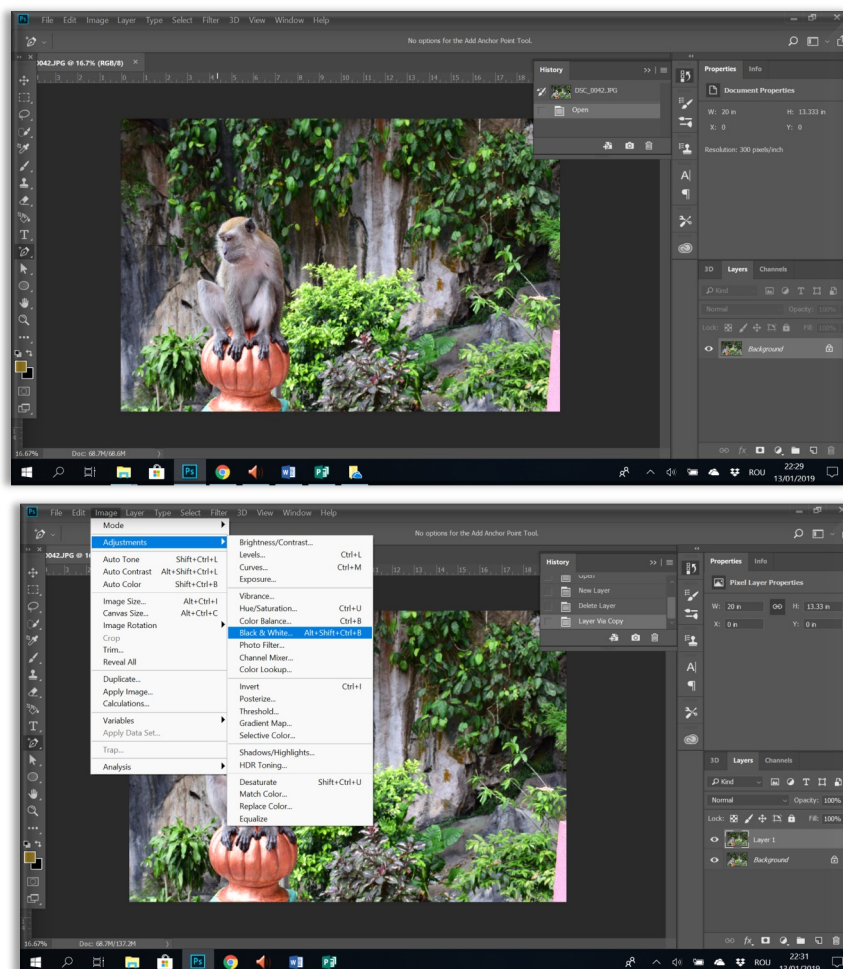 Ps File Edit Image Layer Type Select Filter 3D View Window Help
No options for the Add Anchor Point Tool.
0042.JPG @ 16.7% (RGB/8) ×
History
DSC_0042.JPG
Open
Properties Info
Document Properties
W: 20 in H: 13.333 in
X: 0 Y: 0
Resolution: 300 pixels/inch
3D Layers Channels
Kind
Normal Opacity: 100%
Lock: Fill: 100%
Background
16.67% Doc: 68.7M/68.6M
ROU 22:29
13/01/2019
Ps File Edit Image Layer Type Select Filter 3D View Window Help
No options for the Add Anchor Point Tool.
0042.JPG @ 1
Mode
Adjustments
Auto Tone Shift+Ctrl+L
Auto Contrast Alt+Shift+Ctrl+L
Auto Color Shift+Ctrl+B
Image Size... Alt+Ctrl+I
Canvas Size... Alt+Ctrl+C
Image Rotation
Crop
Trim...
Reveal All
Duplicate...
Apply Image...
Calculations...
Variables
Apply Data Set...
Trap...
Analysis
Brightness/Contrast...
Levels... Ctrl+L
Curves... Ctrl+M
Exposure...
Vibrance...
Hue/Saturation... Ctrl+U
Color Balance... Ctrl+B
Black & White... Alt+Shift+Ctrl+B
Photo Filter...
Channel Mixer...
Color Lookup...
Invert Ctrl+I
Posterize...
Threshold...
Gradient Map...
Selective Color...
Shadows/Highlights...
HDR Toning...
Desaturate Shift+Ctrl+U
Match Color...
Replace Color...
Equalize
History
Open
New Layer
Delete Layer
Layer Via Copy
Properties Info
Pixel Layer Properties
W: 20 in H: 13.33 in
X: 0 in Y: 0 in
3D Layers Channels
Kind
Normal Opacity: 100%
Lock: Fill: 100%
Layer 1
Background
16.67% Doc: 68.7M/137.2M
ROU 22:31
13/01/2019